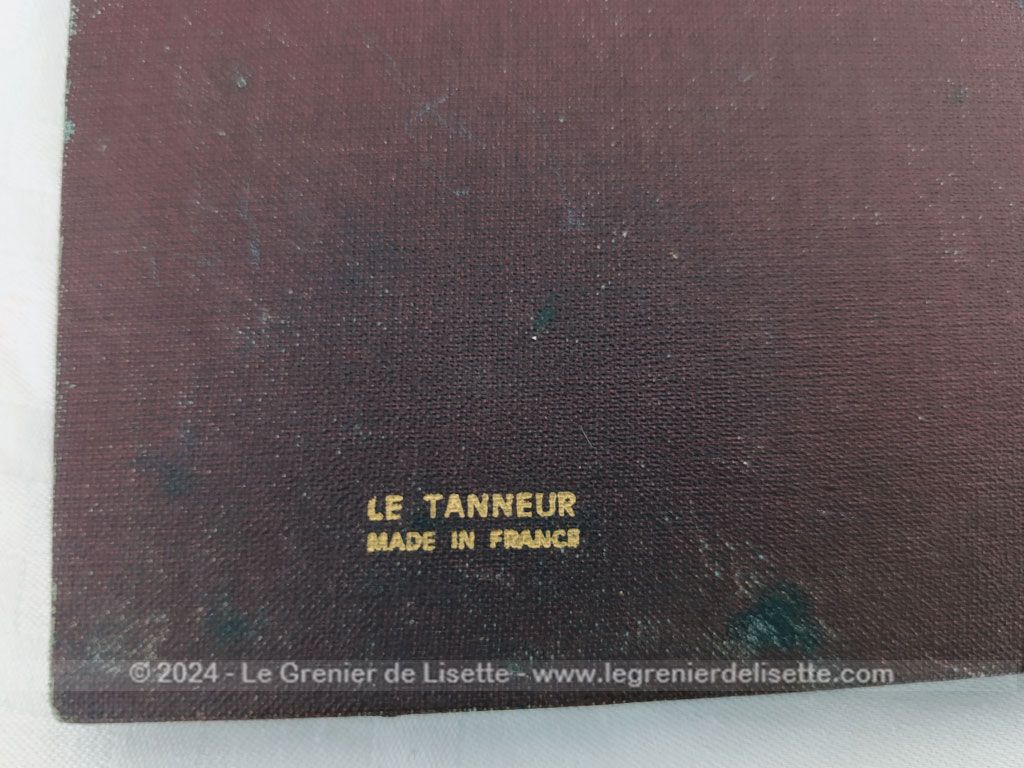 LE TANNEUR
MADE IN FRANCE
© 2024 - Le Grenier de Lisette - www.legrenierdelisette.com